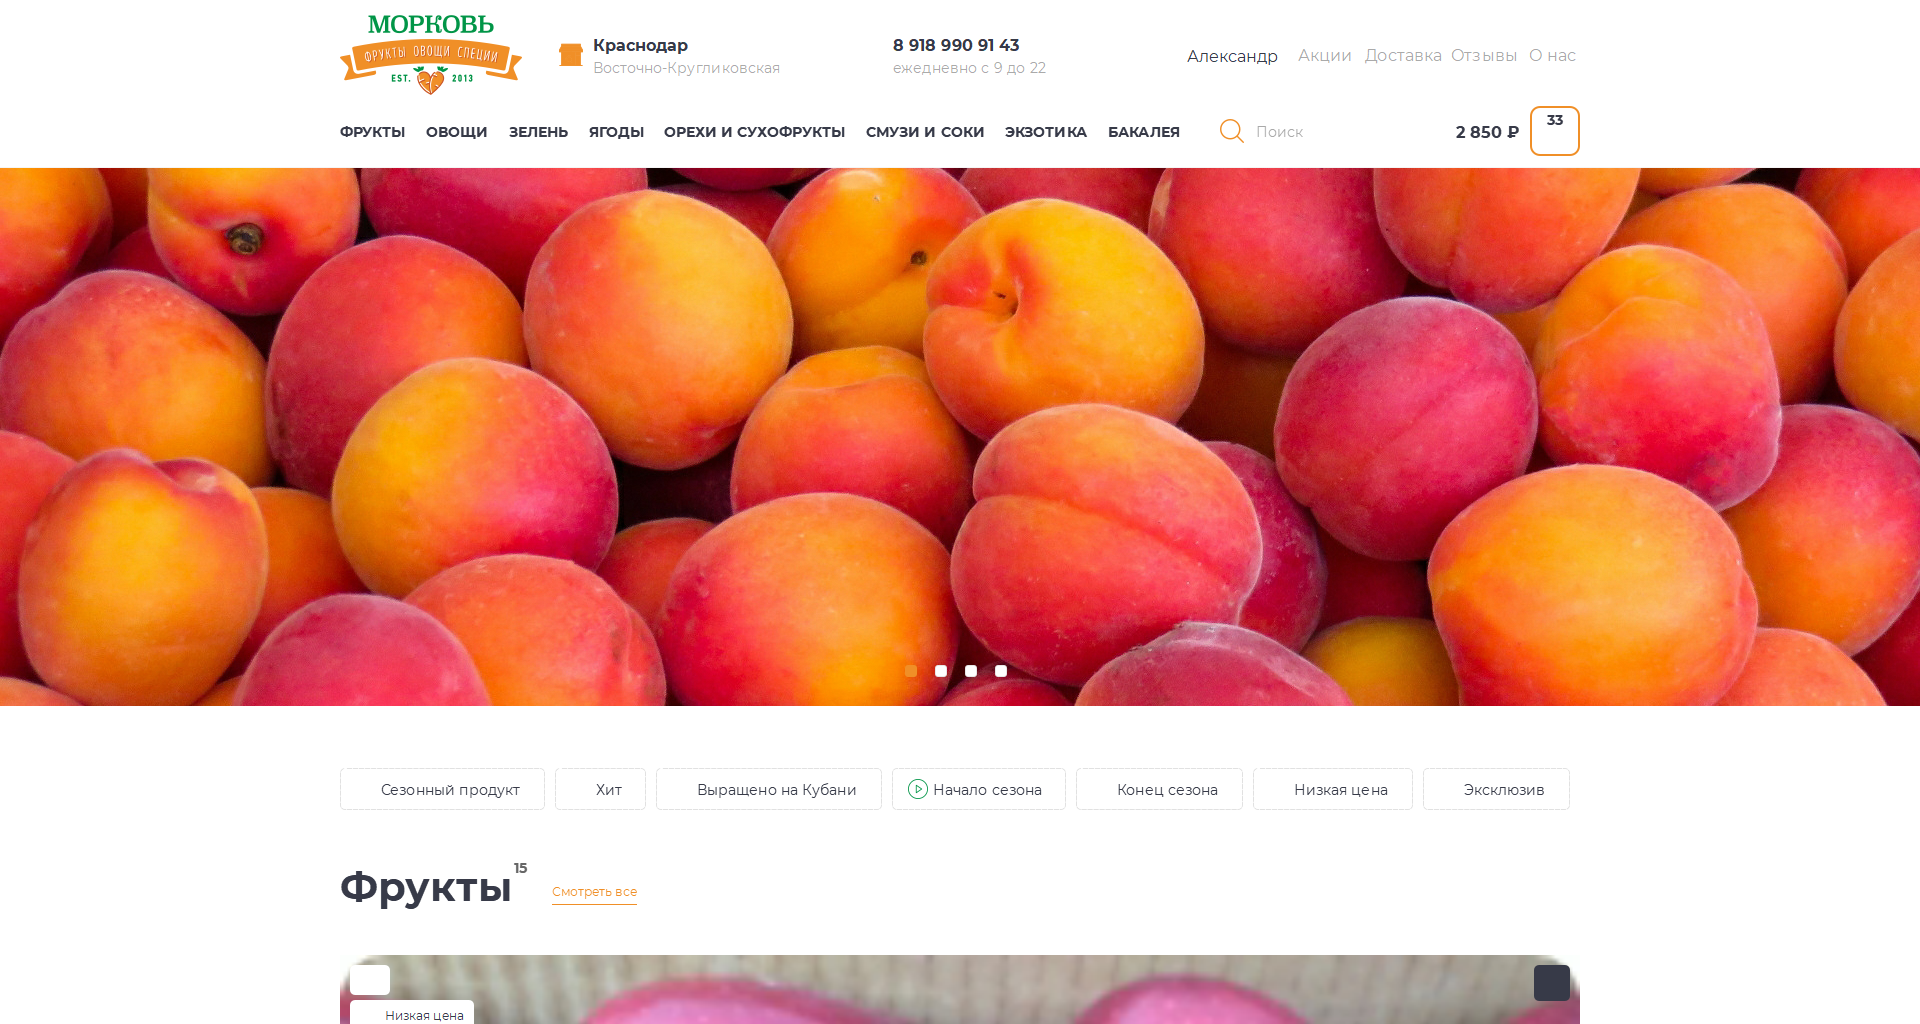 МОРКОВЬ
ФРУКТЫ ОВОЩИ СПЕЦИИ
EST. 2013
Краснодар
Восточно-Кругликовская
8 918 990 91 43
ежедневно с 9 до 22
Александр Акции Доставка Отзывы О нас
ФРУКТЫ ОВОЩИ ЗЕЛЕНЬ ЯГОДЫ ОРЕХИ И СУХОФРУКТЫ СМУЗИ И СОКИ ЭКЗОТИКА БАКАЛЕЯ
Поиск
2 850 ₽
33
Сезонный продукт
Хит
Выращено на Кубани
Начало сезона
Конец сезона
Низкая цена
Эксклюзив
Фрукты 15
Смотреть все
Низкая цена